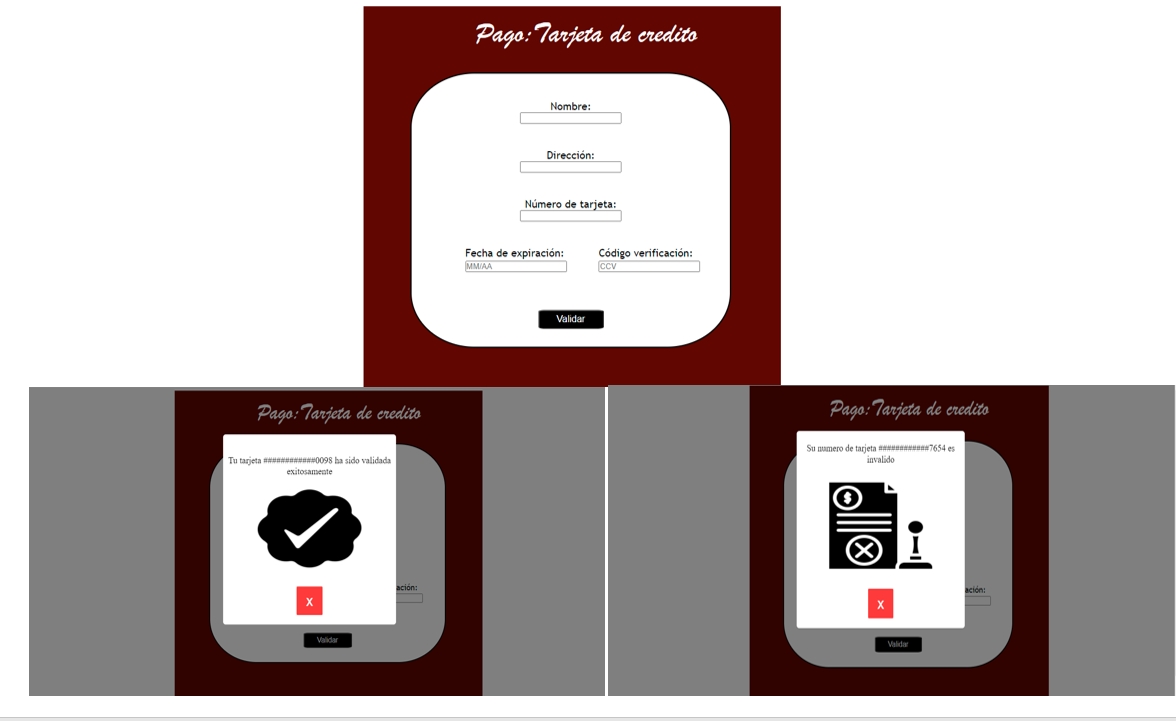 Pago:Tarjeta de credito
Nombre:
Dirección:
Número de tarjeta:
Fecha de expiración: Código verificación:
MM/AA CCV
Validar
Pago:Tarjeta de credito
Tu tarjeta ############0098 ha sido validada
exitosamente
ación:
X
Validar
Pago:Tarjeta de credito
Su numero de tarjeta ############7654 es
invalido
$
ación:
X
Validar